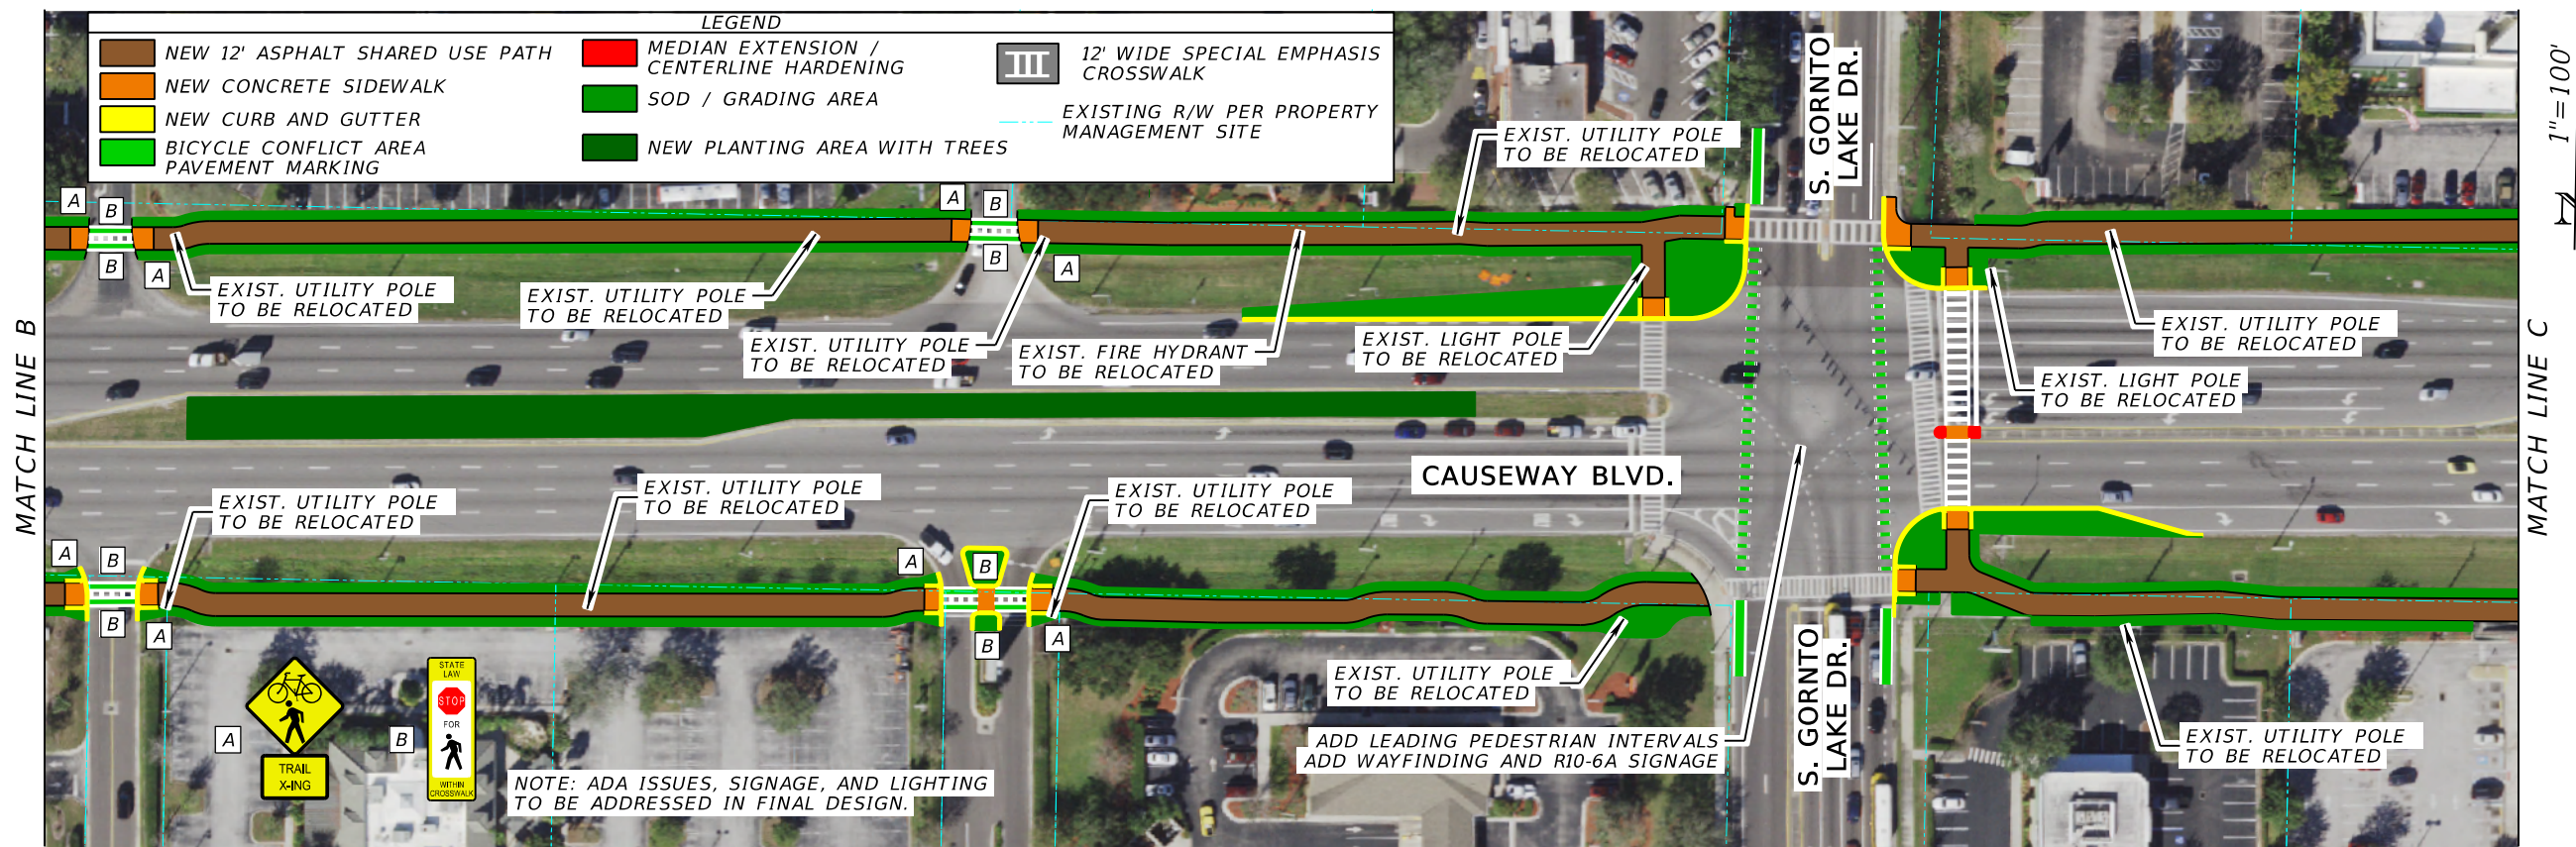 LEGEND
NEW 12' ASPHALT SHARED USE PATH
NEW CONCRETE SIDEWALK
NEW CURB AND GUTTER
BICYCLE CONFLICT AREA
PAVEMENT MARKING
MEDIAN EXTENSION /
CENTERLINE HARDENING
SOD / GRADING AREA
NEW PLANTING AREA WITH TREES
12' WIDE SPECIAL EMPHASIS
CROSSWALK
EXISTING R/W PER PROPERTY
MANAGEMENT SITE
1"=100'
N
S. GORNTO
LAKE DR.
EXIST. UTILITY POLE
TO BE RELOCATED
A
B
B
A
A
B
B
A
EXIST. UTILITY POLE
TO BE RELOCATED
EXIST. UTILITY POLE
TO BE RELOCATED
EXIST. UTILITY POLE
TO BE RELOCATED
EXIST. FIRE HYDRANT
TO BE RELOCATED
EXIST. LIGHT POLE
TO BE RELOCATED
EXIST. UTILITY POLE
TO BE RELOCATED
EXIST. LIGHT POLE
TO BE RELOCATED
MATCH LINE B
MATCH LINE C
CAUSEWAY BLVD.
EXIST. UTILITY POLE
TO BE RELOCATED
EXIST. UTILITY POLE
TO BE RELOCATED
EXIST. UTILITY POLE
TO BE RELOCATED
A
B
B
A
A
B
B
A
EXIST. UTILITY POLE
TO BE RELOCATED
ADD LEADING PEDESTRIAN INTERVALS
ADD WAYFINDING AND R10-6A SIGNAGE
S. GORNTO
LAKE DR.
EXIST. UTILITY POLE
TO BE RELOCATED
A
TRAIL
X-ING
B
STATE
LAW
STOP
FOR
WITHIN
CROSSWALK
NOTE: ADA ISSUES, SIGNAGE, AND LIGHTING
TO BE ADDRESSED IN FINAL DESIGN.